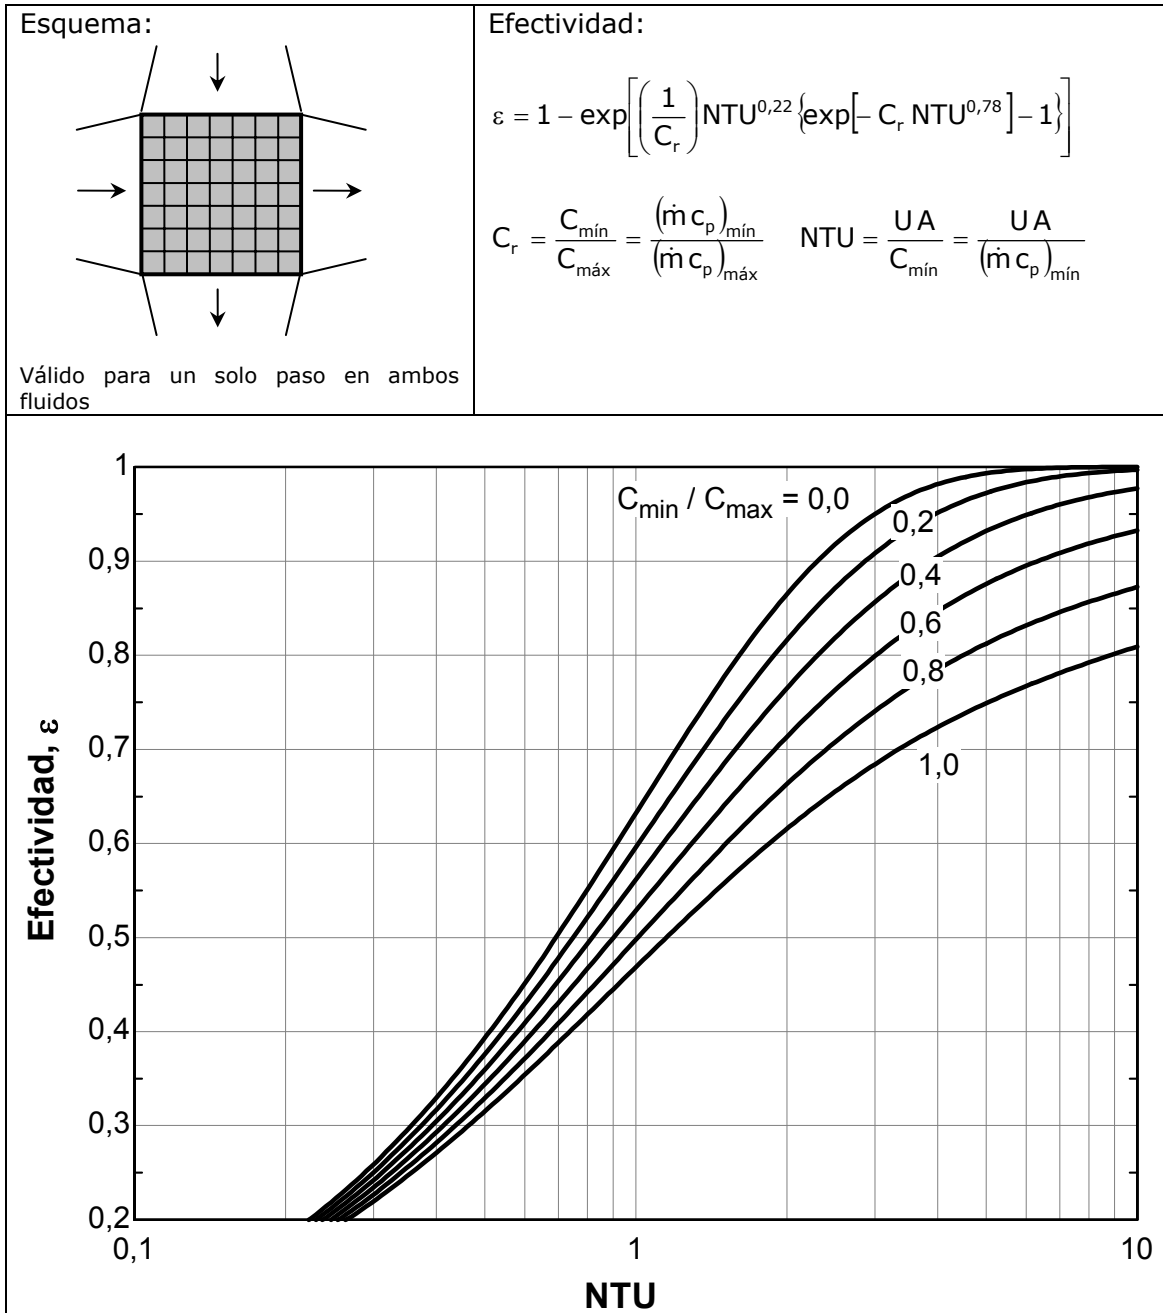 Esquema:
Válido para un solo paso en ambos
fluidos
Efectividad:
ε = 1 − exp[(1/C_r) NTU^0,22 {exp[− C_r NTU^0,78] − 1}]
C_r = C_mín / C_máx = (ṁ c_p)_mín / (ṁ c_p)_máx    NTU = U A / C_mín = U A / (ṁ c_p)_mín
C_min / C_max = 0,0
0,2
0,4
0,6
0,8
1,0
Efectividad, ε
1
0,9
0,8
0,7
0,6
0,5
0,4
0,3
0,2
0,1
1
10
NTU